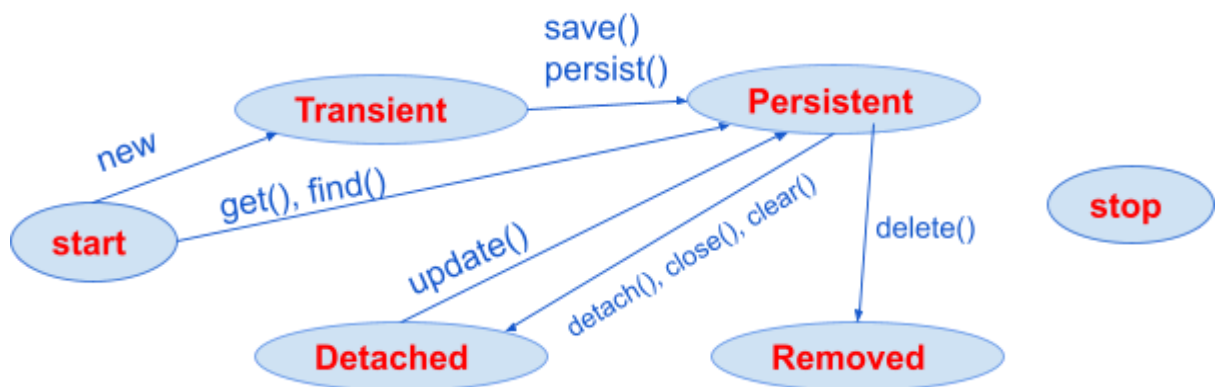 save()
persist()
Transient
Persistent
new
get(), find()
start
stop
update()
detach(), close(), clear()
delete()
Detached
Removed